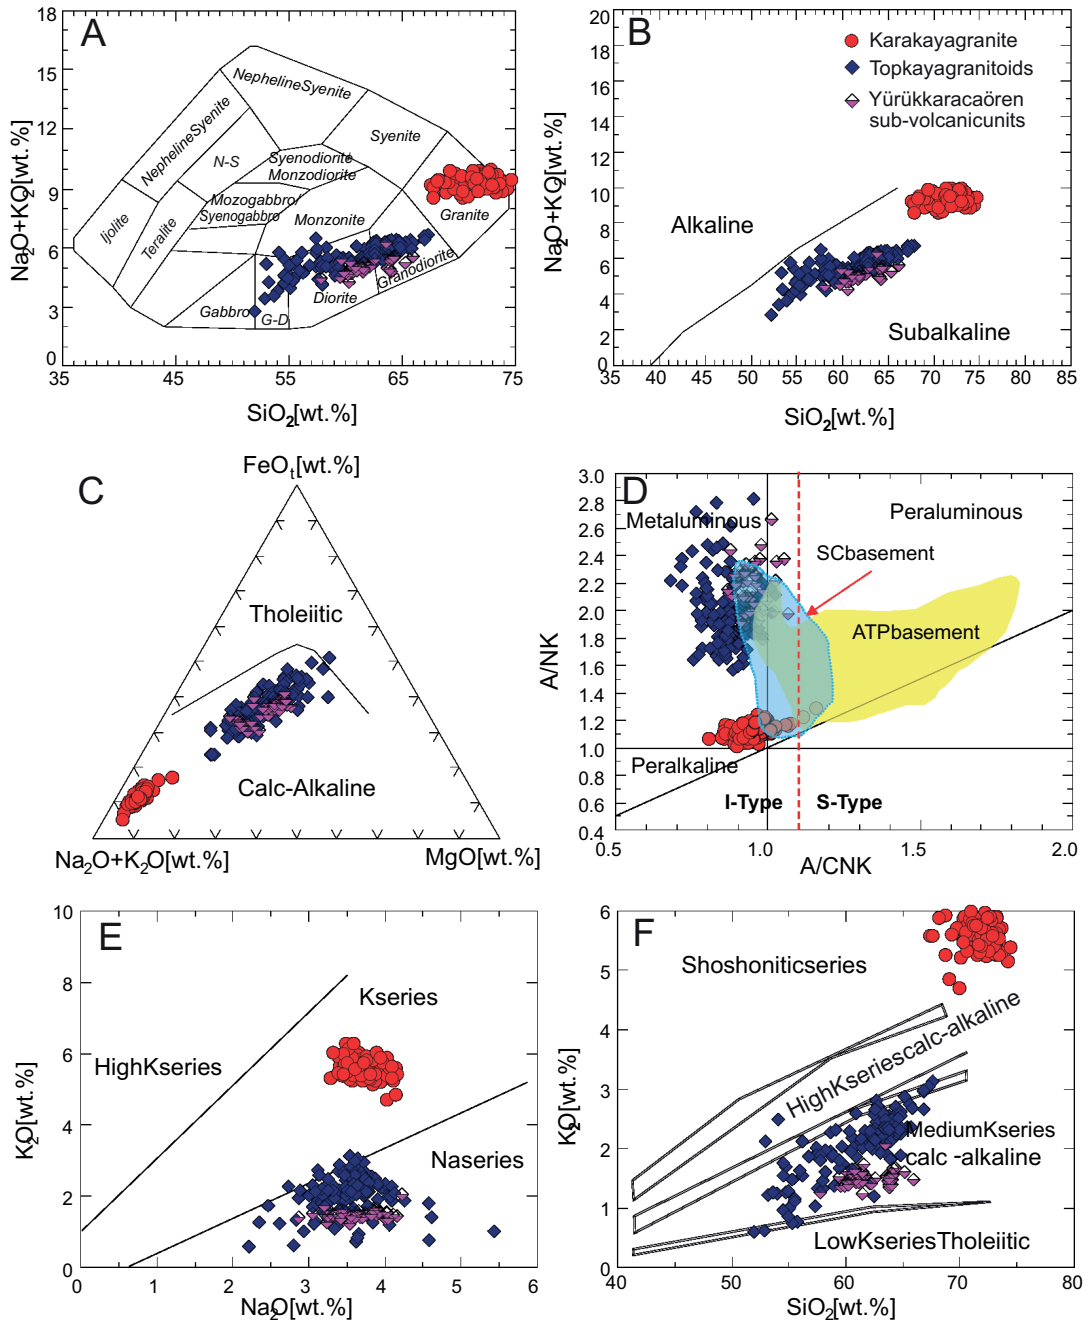 A
Na2O+K2O[wt.%]
18
15
12
9
6
3
0
35
45
55
65
75
SiO2[wt.%]
NephelineSyenite
NephelineSyenite
Syenite
N-S
Syenodiorite
Monzodiorite
Mozogabbro
Syenogabbro
Monzonite
Granite
Ijolite
Teralite
Gabbro
G-D
Diorite
Granodiorite
B
Karakayagranite
Topkayagranitoids
Yürükkaracaören
sub-volcanicunits
Na2O+K2O[wt.%]
20
18
16
14
12
10
8
6
4
2
0
Alkaline
Subalkaline
35
40
45
50
55
60
65
70
75
80
85
SiO2[wt.%]
C
FeOt[wt.%]
Tholeiitic
Calc-Alkaline
Na2O+K2O[wt.%]
MgO[wt.%]
D
A/NK
3.0
2.8
2.6
2.4
2.2
2.0
1.8
1.6
1.4
1.2
1.0
0.8
0.6
0.4
Metaluminous
Peraluminous
SCbasement
ATPbasement
Peralkaline
I-Type
S-Type
0.5
1.0
1.5
2.0
A/CNK
E
K2O[wt.%]
10
8
6
4
2
0
Kseries
HighKseries
Naseries
0
1
2
3
4
5
6
Na2O[wt.%]
F
K2O[wt.%]
6
5
4
3
2
1
0
Shoshoniticseries
HighKseriescalc-alkaline
MediumKseries
calc -alkaline
LowKseriesTholeiitic
40
50
60
70
80
SiO2[wt.%]